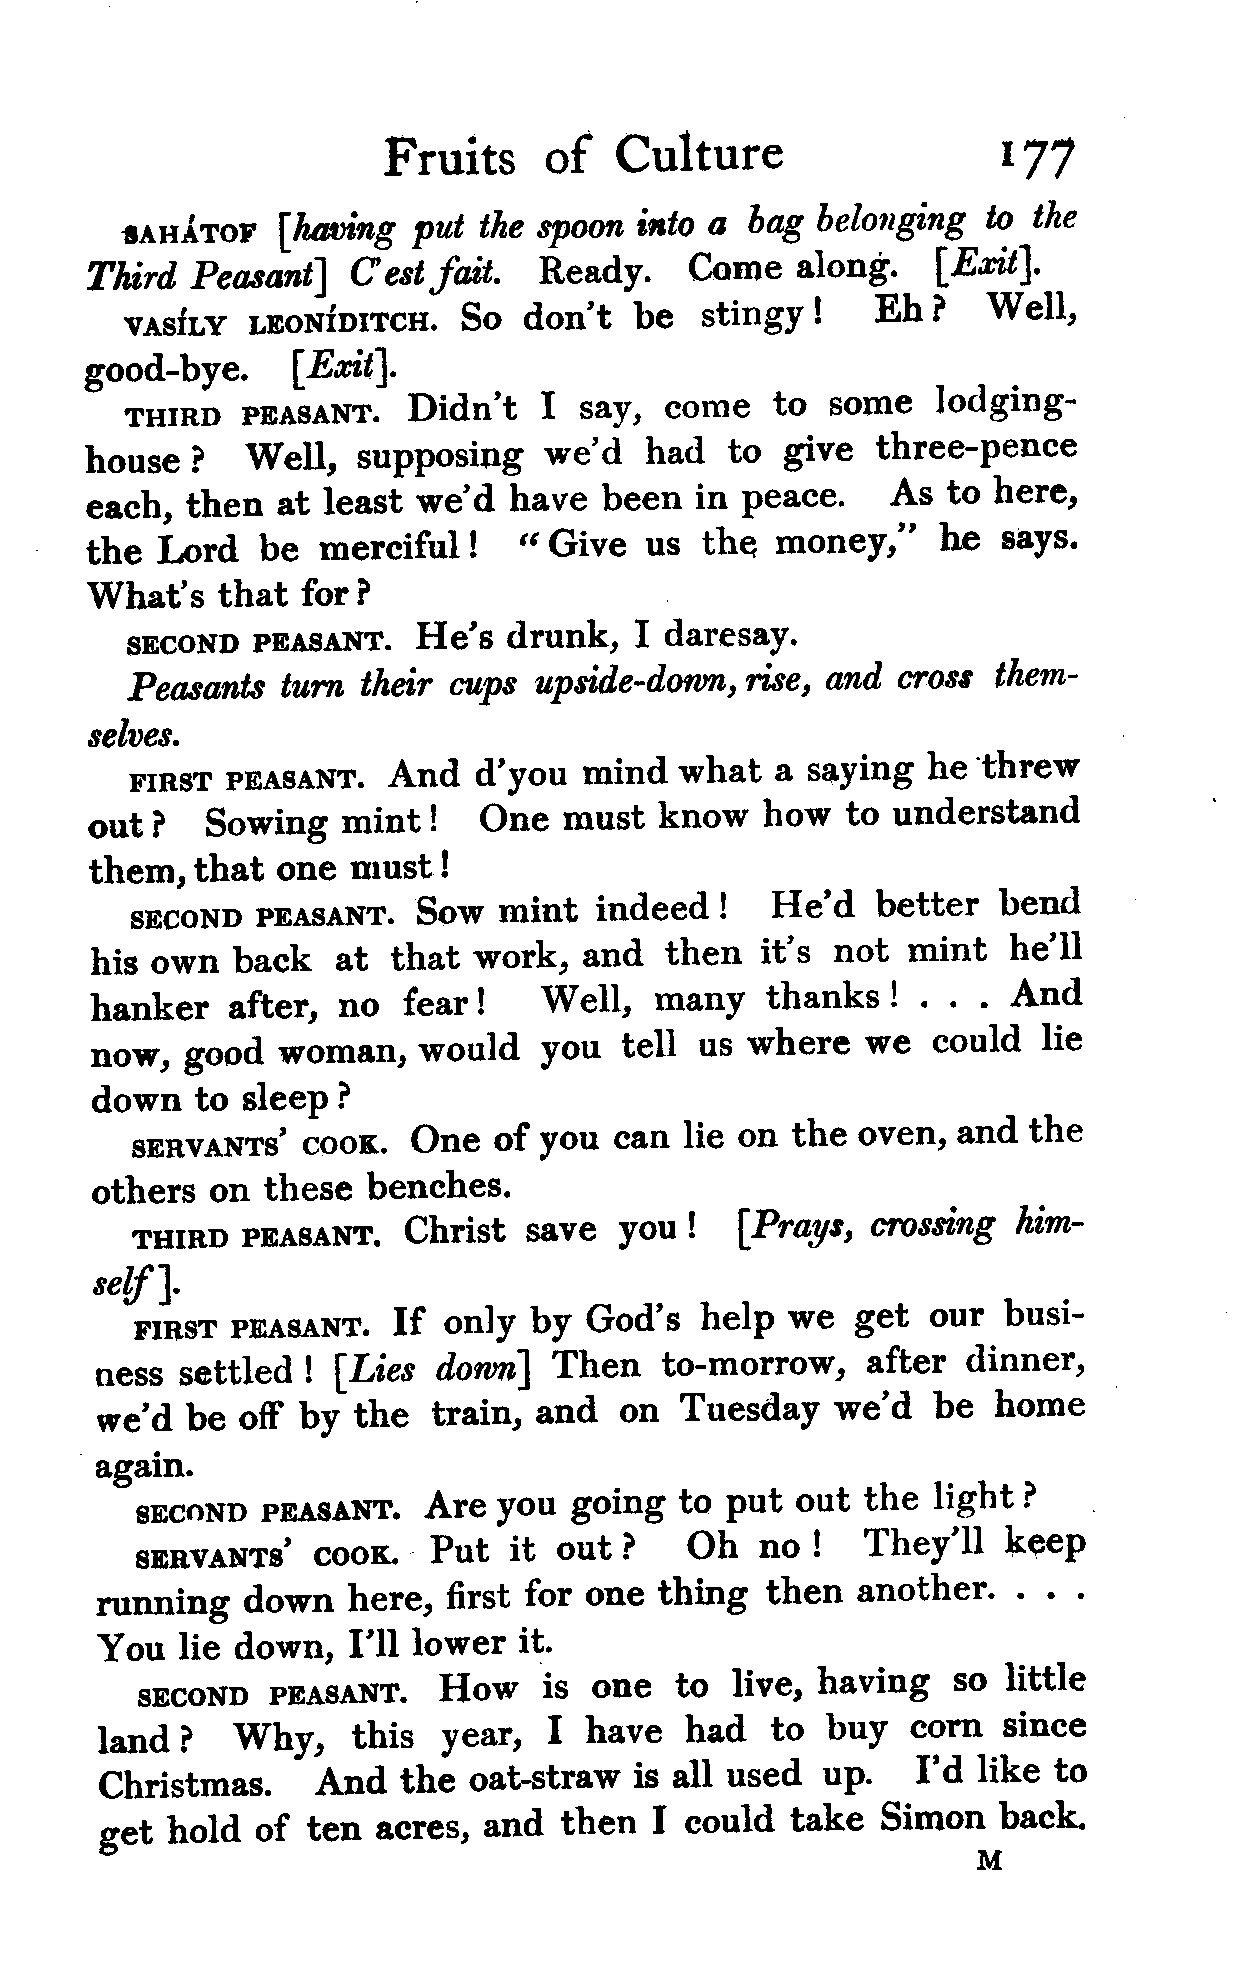 Fruits of Culture 177
SAHÁTOF [having put the spoon into a bag belonging to the
Third Peasant] C'est fait. Ready. Come along. [Exit].
VASÍLY LEONÍDITCH. So don't be stingy! Eh? Well,
good-bye. [Exit].
THIRD PEASANT. Didn't I say, come to some lodging-
house? Well, supposing we'd had to give three-pence
each, then at least we'd have been in peace. As to here,
the Lord be merciful! "Give us the money," he says.
What's that for?
SECOND PEASANT. He's drunk, I daresay.
Peasants turn their cups upside-down, rise, and cross them-
selves.
FIRST PEASANT. And d'you mind what a saying he threw
out? Sowing mint! One must know how to understand
them, that one must!
SECOND PEASANT. Sow mint indeed! He'd better bend
his own back at that work, and then it's not mint he'll
hanker after, no fear! Well, many thanks! . . . And
now, good woman, would you tell us where we could lie
down to sleep?
SERVANTS' COOK. One of you can lie on the oven, and the
others on these benches.
THIRD PEASANT. Christ save you! [Prays, crossing him-
self].
FIRST PEASANT. If only by God's help we get our busi-
ness settled! [Lies down] Then to-morrow, after dinner,
we'd be off by the train, and on Tuesday we'd be home
again.
SECOND PEASANT. Are you going to put out the light?
SERVANTS' COOK. Put it out? Oh no! They'll keep
running down here, first for one thing then another. . . .
You lie down, I'll lower it.
SECOND PEASANT. How is one to live, having so little
land? Why, this year, I have had to buy corn since
Christmas. And the oat-straw is all used up. I'd like to
get hold of ten acres, and then I could take Simon back.
M